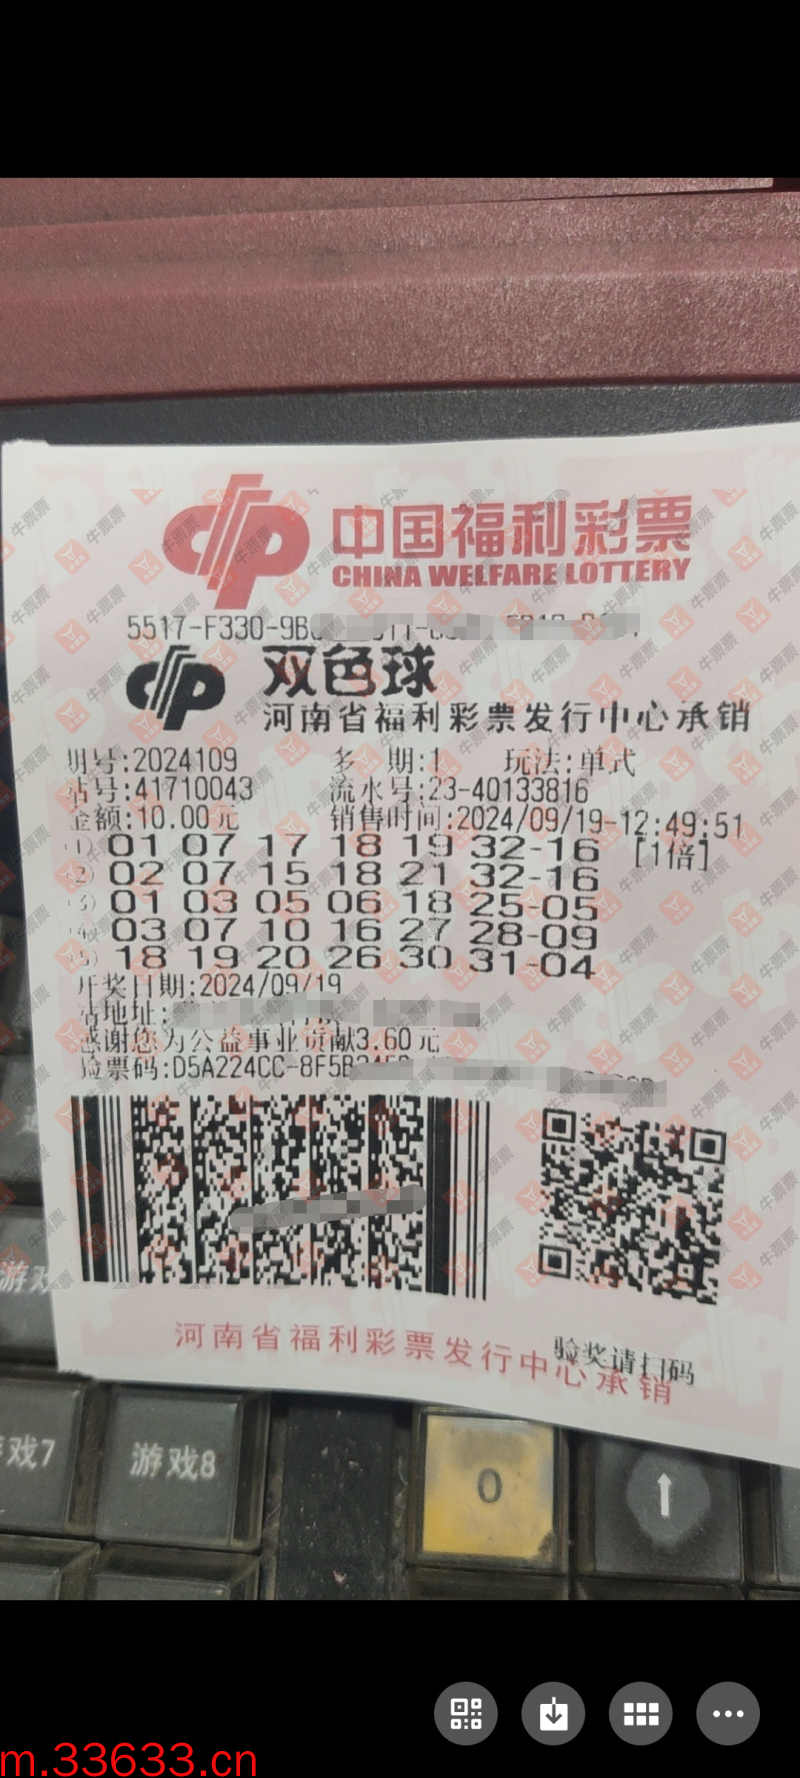 中国福利彩票
CHINA WELFARE LOTTERY
5517-F330-9B
双色球
河南省福利彩票发行中心承销
期号:2024109 多 期:1 玩法:单式
站号:41710043 流水号:23-40133816
金额:10.00元 销售时间:2024/09/19-12:49:51
(1) 01 07 17 18 19 32-16 [1倍]
(2) 02 07 15 18 21 32-16
(3) 01 03 05 06 18 25-05
03 07 10 16 27 28-09
(5) 18 19 20 26 30 31-04
开奖日期:2024/09/19
站地址:
感谢您为公益事业贡献3.60元
验票码:D5A224CC-8F5B
验奖请扫码
河南省福利彩票发行中心承销
牛票票
游戏
游戏7
游戏8
0
↑
m.33633.cn